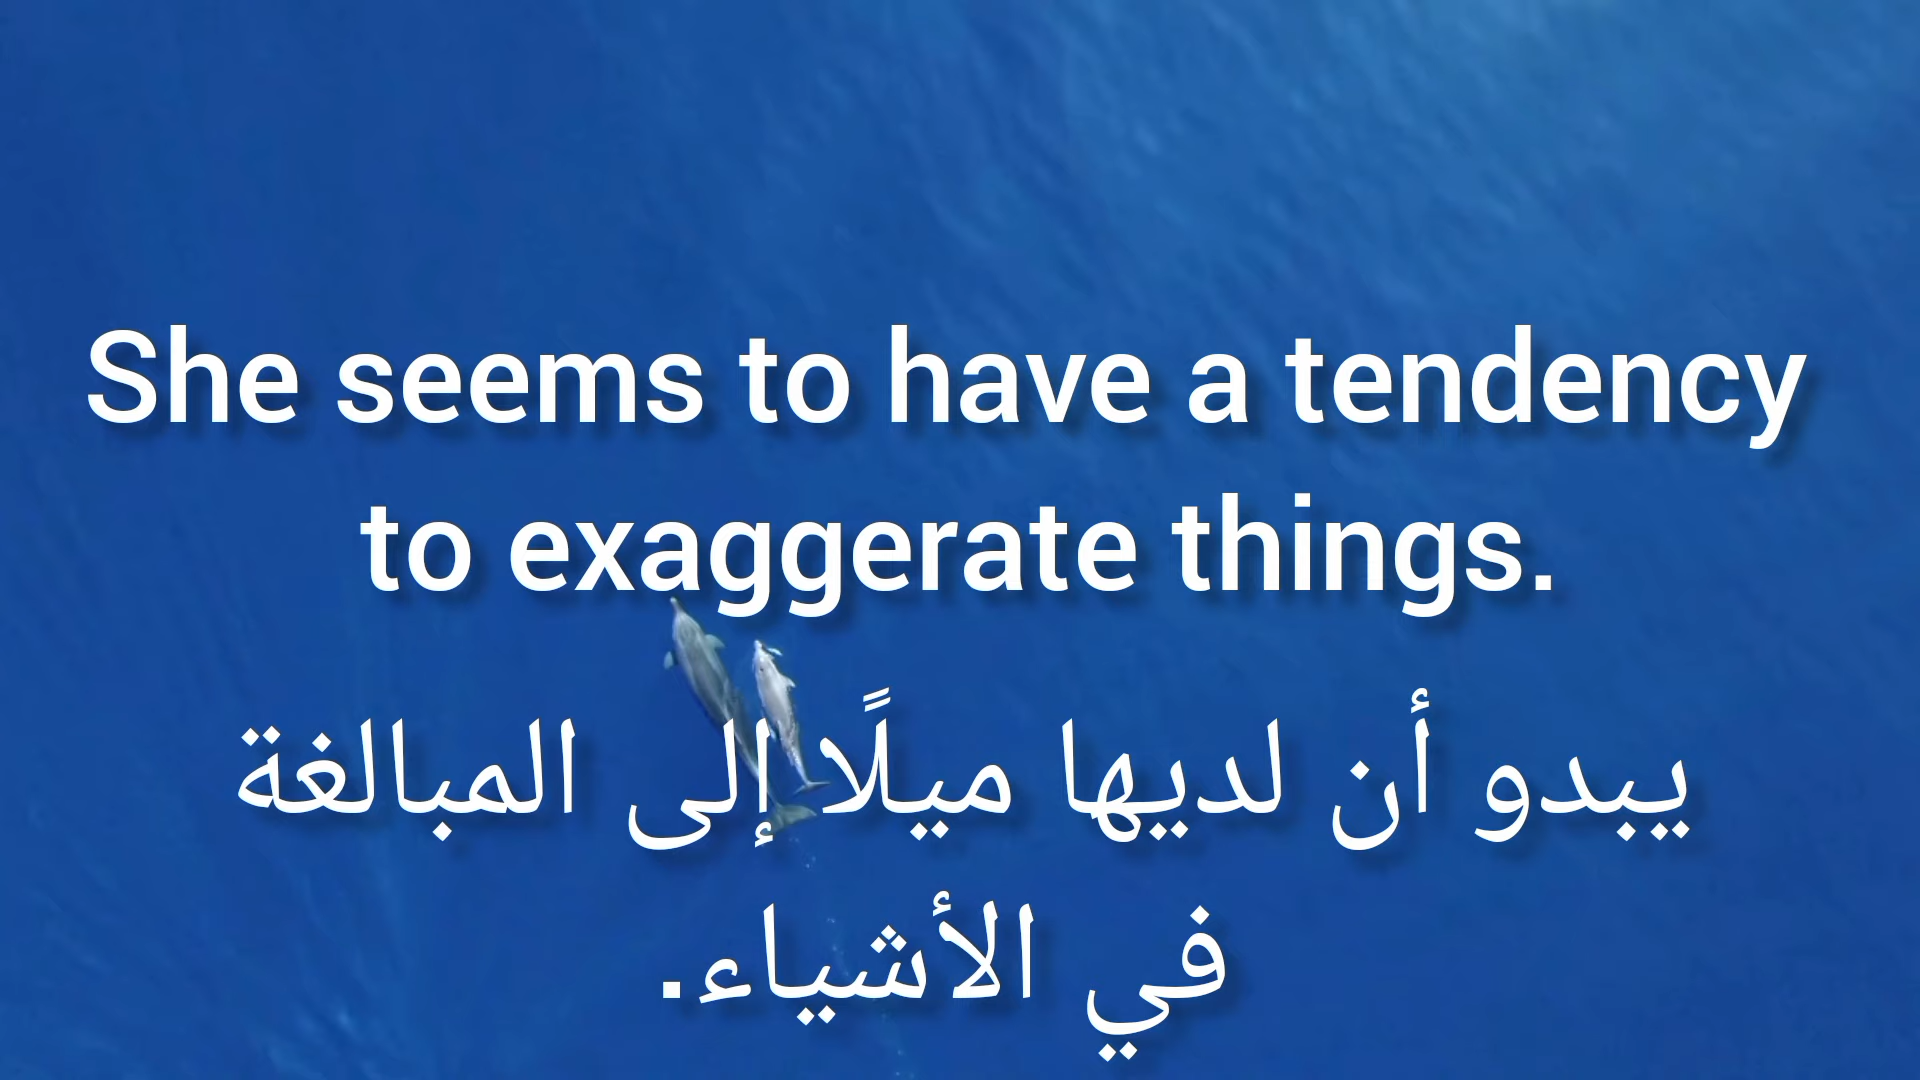 She seems to have a tendency
to exaggerate things.
يبدو أن لديها ميلًا إلى المبالغة
في الأشياء.